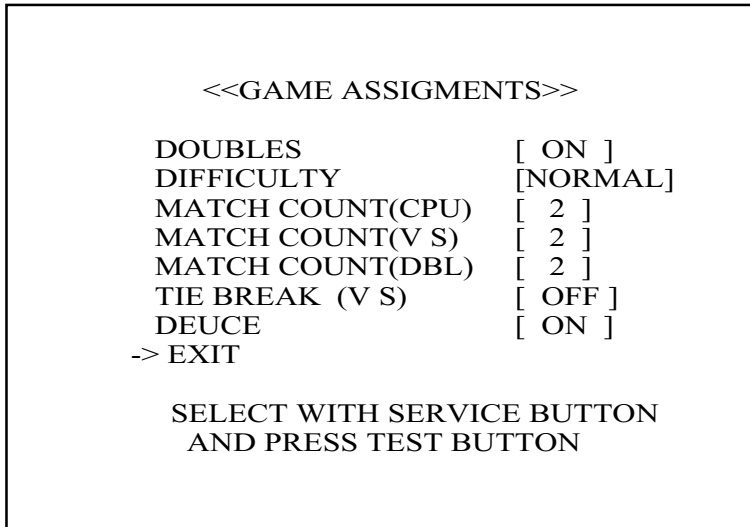 <<GAME ASSIGMENTS>>
DOUBLES [ ON ]
DIFFICULTY [NORMAL]
MATCH COUNT(CPU) [ 2 ]
MATCH COUNT(V S) [ 2 ]
MATCH COUNT(DBL) [ 2 ]
TIE BREAK (V S) [ OFF ]
DEUCE [ ON ]
-> EXIT
SELECT WITH SERVICE BUTTON
AND PRESS TEST BUTTON